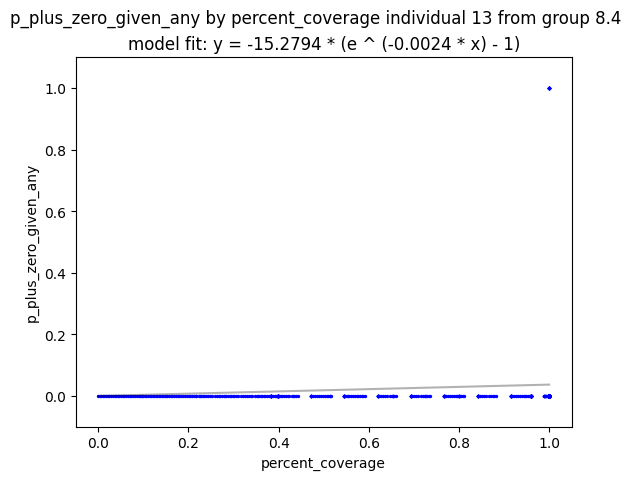 p_plus_zero_given_any by percent_coverage individual 13 from group 8.4
model fit: y = -15.2794 * (e ^ (-0.0024 * x) - 1)
1.0
0.8
0.6
0.4
0.2
0.0
p_plus_zero_given_any
0.0 0.2 0.4 0.6 0.8 1.0
percent_coverage